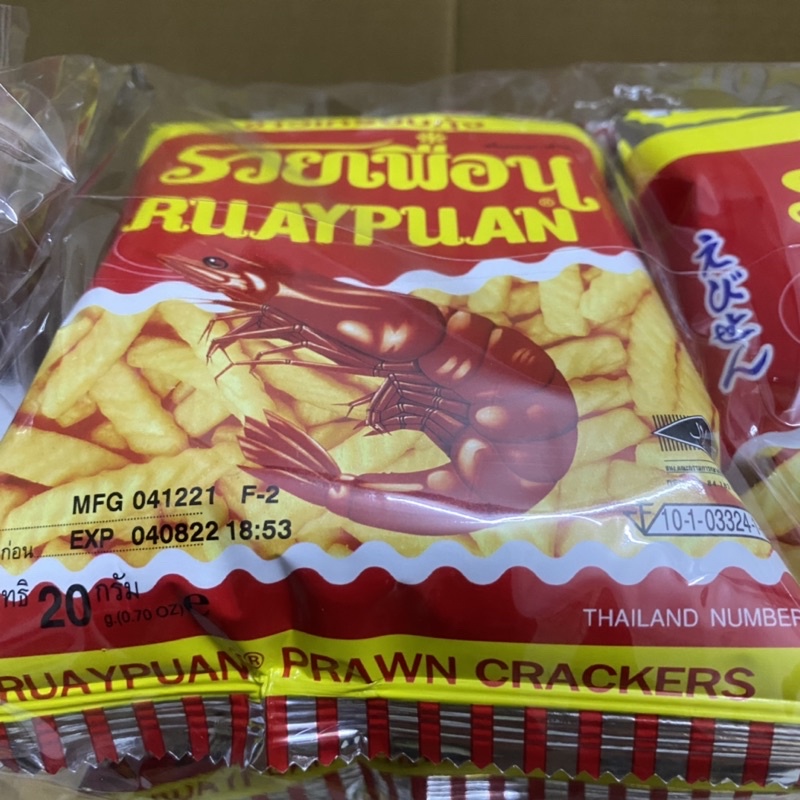 รวยเพื่อน
RUAYPUAN®
えびせん
MFG 041221 F-2
ก่อน EXP 040822 18:53
20 กรัม
g.(0.70 OZ) e
F/10-1-03324-
THAILAND NUMBER
RUAYPUAN® PRAWN CRACKERS